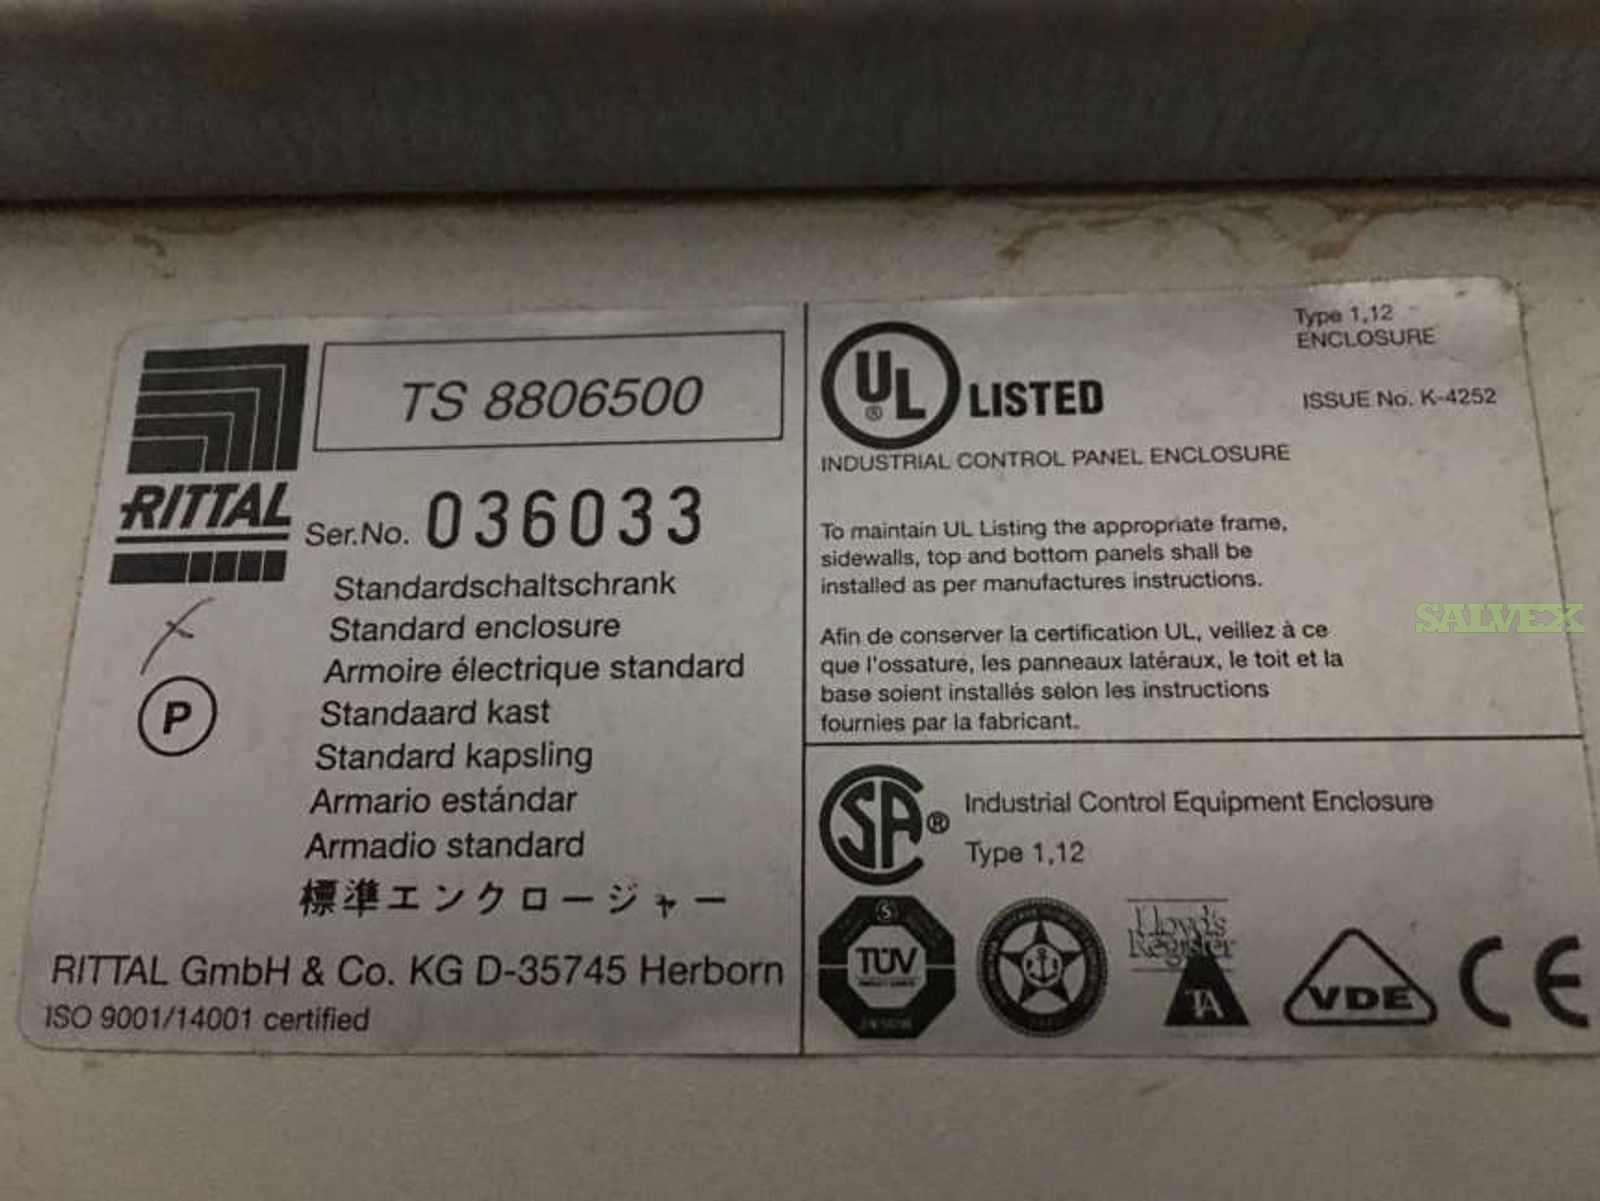 TS 8806500
RITTAL
Ser.No. 036033
Standardschaltschrank
Standard enclosure
Armoire électrique standard
Standaard kast
Standard kapsling
Armario estándar
Armadio standard
標準エンクロージャー
P
RITTAL GmbH & Co. KG D-35745 Herborn
ISO 9001/14001 certified
UL ® LISTED
Type 1,12
ENCLOSURE
ISSUE No. K-4252
INDUSTRIAL CONTROL PANEL ENCLOSURE
To maintain UL Listing the appropriate frame,
sidewalls, top and bottom panels shall be
installed as per manufactures instructions.
Afin de conserver la certification UL, veillez à ce
que l'ossature, les panneaux latéraux, le toit et la
base soient installés selon les instructions
fournies par la fabricant.
SA ® Industrial Control Equipment Enclosure
Type 1,12
S
TÜV
Lloyd's
Register
TA
VDE
CE
SALVEX